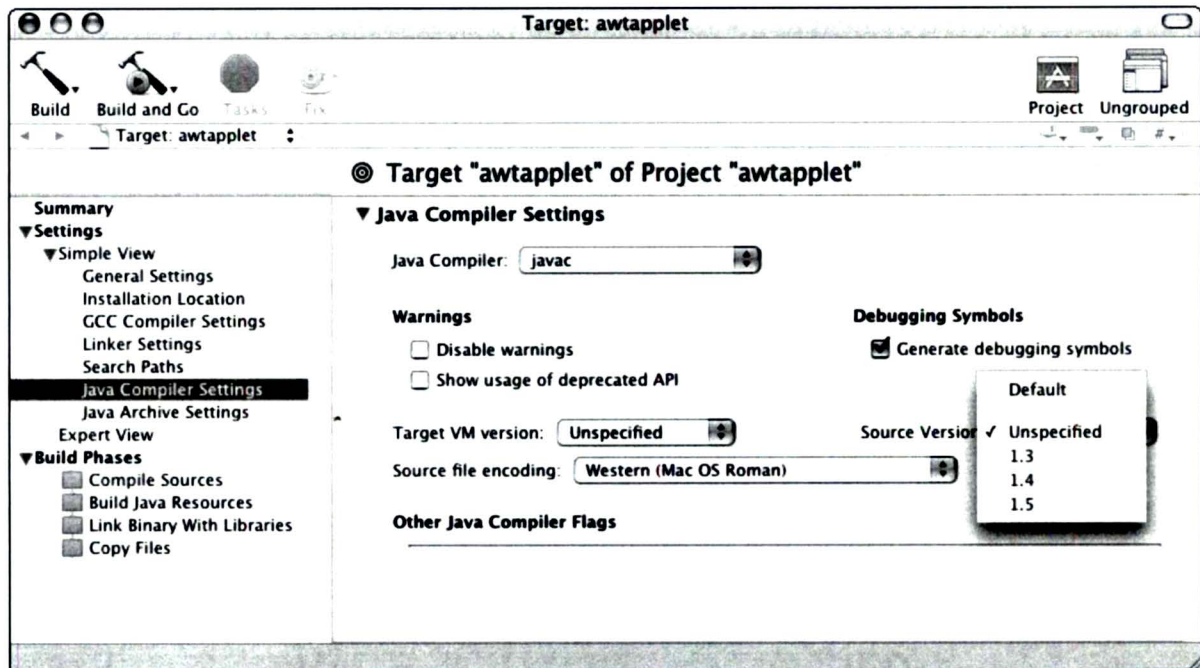 Target: awtapplet
Build
Build and Go
Tasks
Fix
Project
Ungrouped
Target: awtapplet
Target "awtapplet" of Project "awtapplet"
Summary
Settings
Simple View
General Settings
Installation Location
GCC Compiler Settings
Linker Settings
Search Paths
Java Compiler Settings
Java Archive Settings
Expert View
Build Phases
Compile Sources
Build Java Resources
Link Binary With Libraries
Copy Files
Java Compiler Settings
Java Compiler: javac
Warnings
Disable warnings
Show usage of deprecated API
Debugging Symbols
Generate debugging symbols
Target VM version: Unspecified
Source Version
Default
✓ Unspecified
1.3
1.4
1.5
Source file encoding: Western (Mac OS Roman)
Other Java Compiler Flags